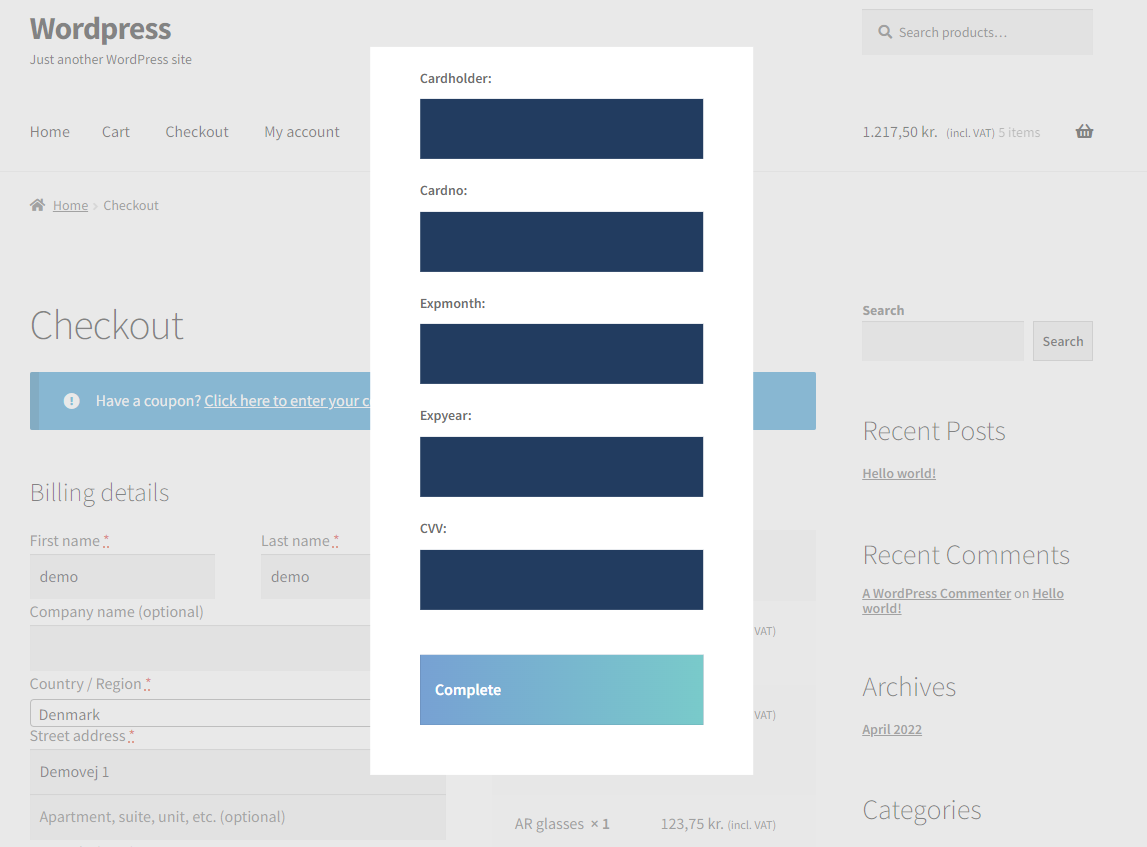 Wordpress
Just another WordPress site
Search products…
Home Cart Checkout My account
1.217,50 kr. (incl. VAT) 5 items
Home › Checkout
Checkout
Have a coupon? Click here to enter your c
Billing details
First name *
Last name *
demo
demo
Company name (optional)
Country / Region *
Denmark
Street address *
Demovej 1
Apartment, suite, unit, etc. (optional)
Cardholder:
Cardno:
Expmonth:
Expyear:
CVV:
Complete
VAT)
VAT)
AR glasses × 1 123,75 kr. (incl. VAT)
Search
Search
Recent Posts
Hello world!
Recent Comments
A WordPress Commenter on Hello
world!
Archives
April 2022
Categories